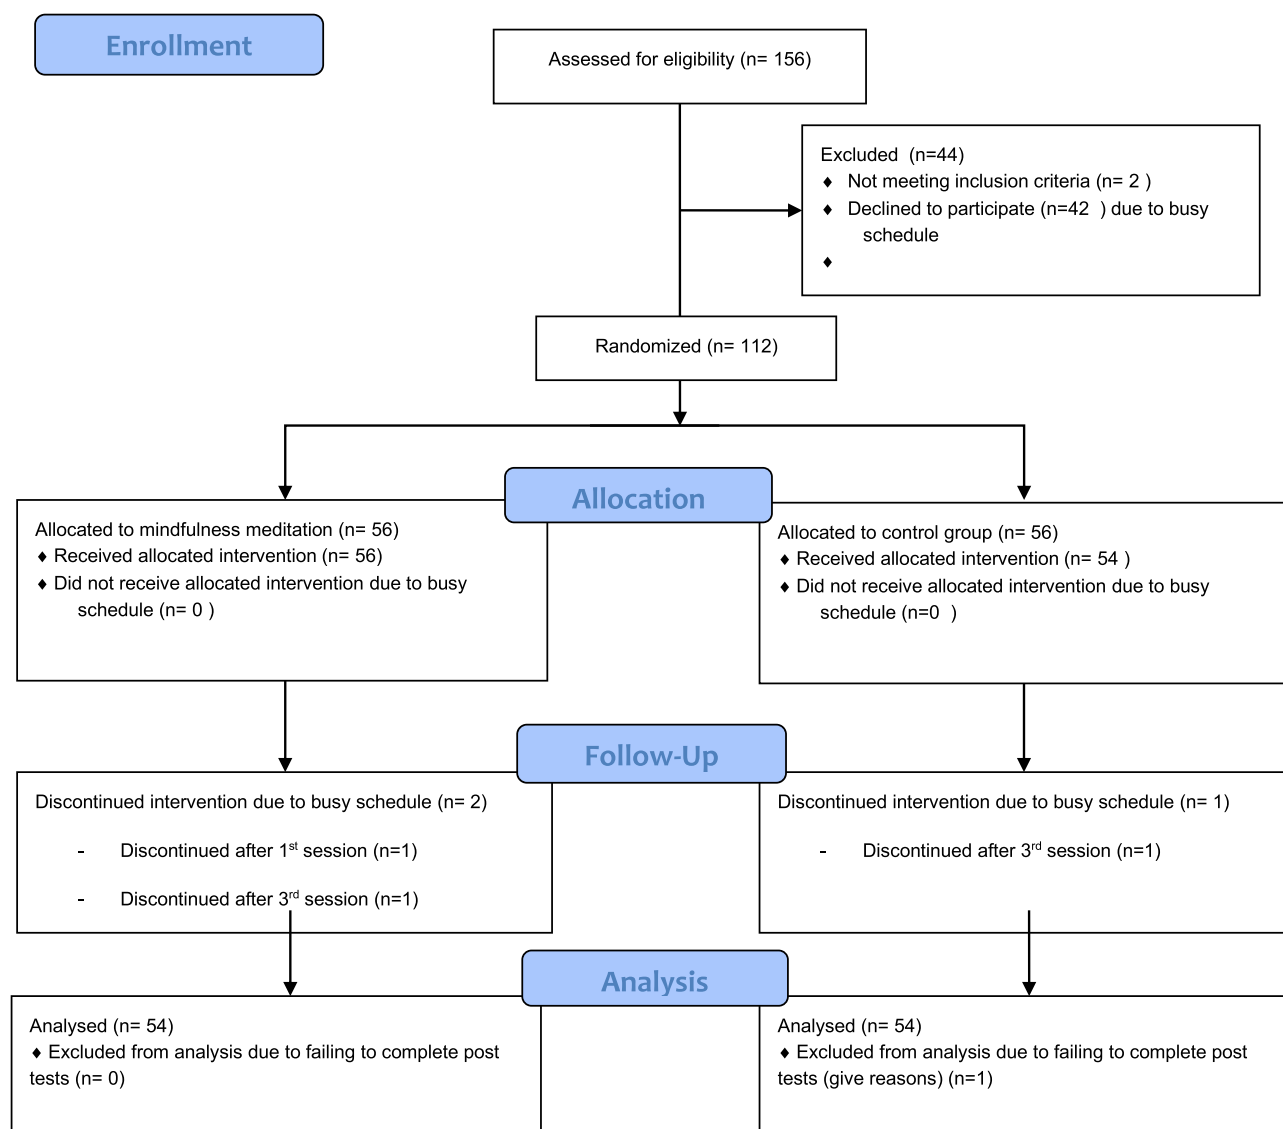 Enrollment
Assessed for eligibility (n= 156)
Excluded  (n=44)
♦ Not meeting inclusion criteria (n= 2 )
♦ Declined to participate (n=42  ) due to busy
schedule
♦
Randomized (n= 112)
Allocation
Allocated to mindfulness meditation (n= 56)
♦ Received allocated intervention (n= 56)
♦ Did not receive allocated intervention due to busy
schedule (n= 0 )
Allocated to control group (n= 56)
♦ Received allocated intervention (n= 54 )
♦ Did not receive allocated intervention due to busy
schedule (n=0  )
Follow-Up
Discontinued intervention due to busy schedule (n= 2)
- Discontinued after 1st session (n=1)
- Discontinued after 3rd session (n=1)
Discontinued intervention due to busy schedule (n= 1)
- Discontinued after 3rd session (n=1)
Analysis
Analysed (n= 54)
♦ Excluded from analysis due to failing to complete post
tests (n= 0)
Analysed (n= 54)
♦ Excluded from analysis due to failing to complete post
tests (give reasons) (n=1)